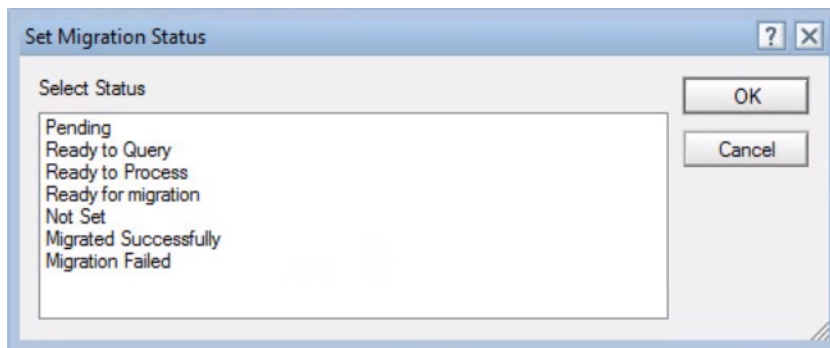 Set Migration Status
?
Select Status
OK
Cancel
Pending
Ready to Query
Ready to Process
Ready for migration
Not Set
Migrated Successfully
Migration Failed